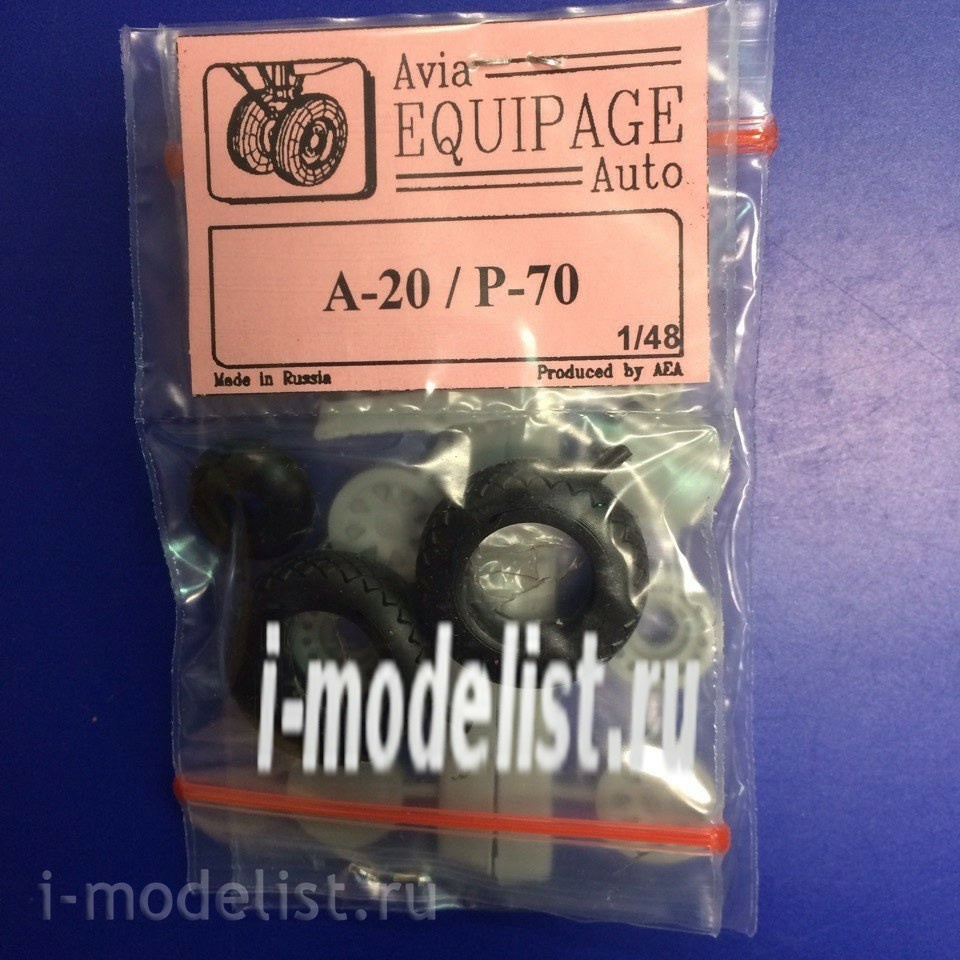 Avia
EQUIPAGE
Auto
A-20 / P-70
1/48
Made in Russia
Produced by AEA
i-modelist.ru
i-modelist.ru